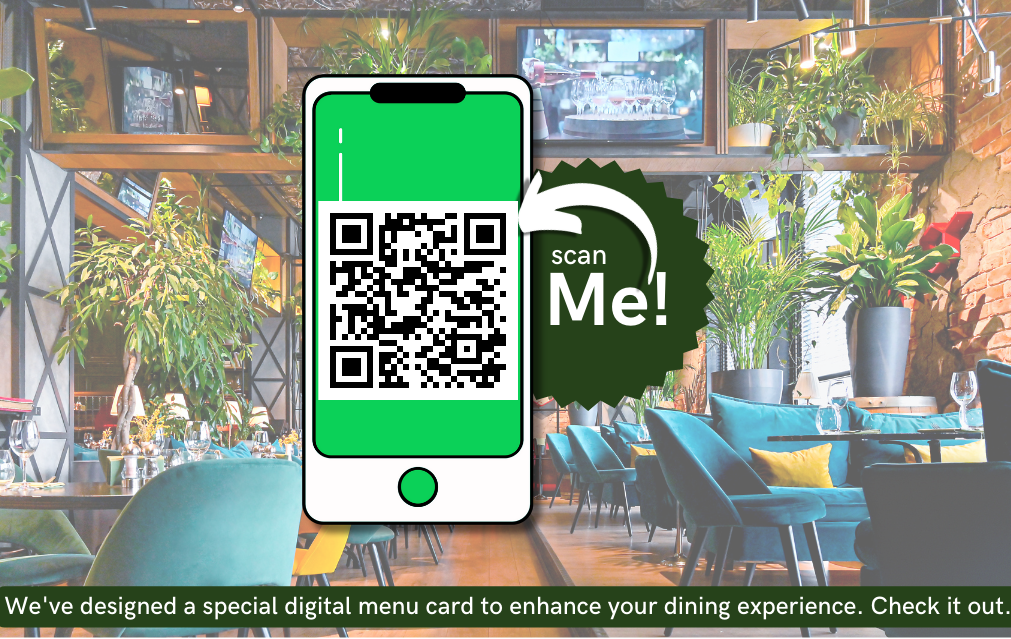 scan
Me!
We've designed a special digital menu card to enhance your dining experience. Check it out.